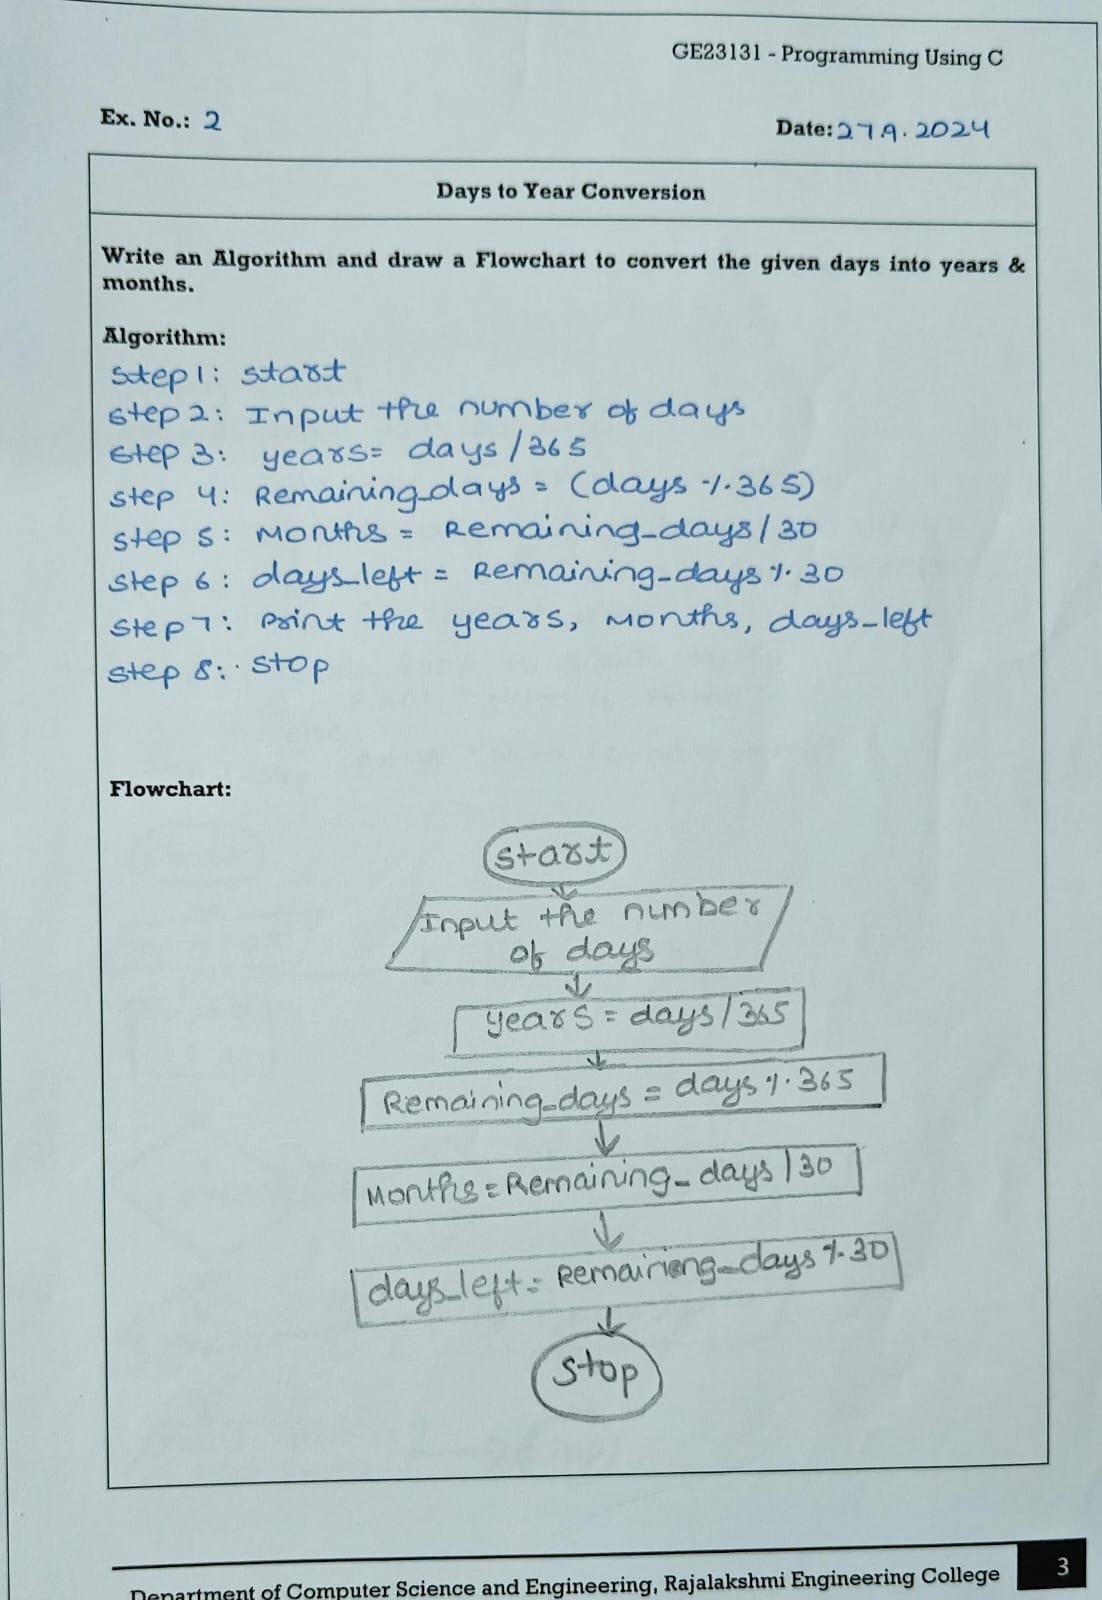 GE23131 - Programming Using C
Ex. No.: 2
Date: 27.9.2024
Days to Year Conversion
Write an Algorithm and draw a Flowchart to convert the given days into years &
months.
Algorithm:
Step 1: start
step 2: Input the number of days
Step 3: years= days / 365
step 4: Remaining_days = (days % 365)
step 5: Months = Remaining_days / 30
step 6: days_left = Remaining_days % 30
step 7: print the years, Months, days_left
step 8: stop
Flowchart:
start
Input the number
of days
years = days / 365
Remaining_days = days % 365
Months = Remaining_days / 30
days_left = Remainieng_days % 30
stop
Department of Computer Science and Engineering, Rajalakshmi Engineering College
3